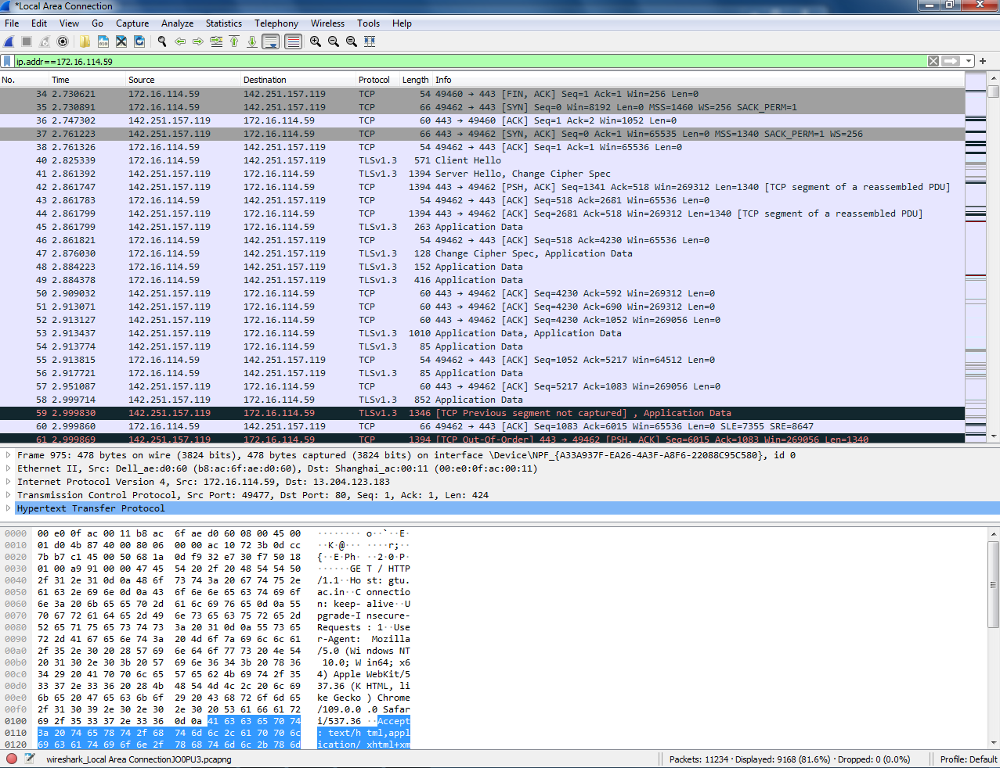 *Local Area Connection
File Edit View Go Capture Analyze Statistics Telephony Wireless Tools Help
ip.addr==172.16.114.59
No. Time Source Destination Protocol Length Info
34 2.730621 172.16.114.59 142.251.157.119 TCP 54 49460 → 443 [FIN, ACK] Seq=1 Ack=1 Win=256 Len=0
35 2.730891 172.16.114.59 142.251.157.119 TCP 66 49462 → 443 [SYN] Seq=0 Win=8192 Len=0 MSS=1460 WS=256 SACK_PERM=1
36 2.747302 142.251.157.119 172.16.114.59 TCP 60 443 → 49460 [ACK] Seq=1 Ack=2 Win=1052 Len=0
37 2.761223 142.251.157.119 172.16.114.59 TCP 66 443 → 49462 [SYN, ACK] Seq=0 Ack=1 Win=65535 Len=0 MSS=1340 SACK_PERM=1 WS=256
38 2.761326 172.16.114.59 142.251.157.119 TCP 54 49462 → 443 [ACK] Seq=1 Ack=1 Win=65536 Len=0
40 2.825339 172.16.114.59 142.251.157.119 TLSv1.3 571 Client Hello
41 2.861392 142.251.157.119 172.16.114.59 TLSv1.3 1394 Server Hello, Change Cipher Spec
42 2.861747 142.251.157.119 172.16.114.59 TCP 1394 443 → 49462 [PSH, ACK] Seq=1341 Ack=518 Win=269312 Len=1340 [TCP segment of a reassembled PDU]
43 2.861783 172.16.114.59 142.251.157.119 TCP 54 49462 → 443 [ACK] Seq=518 Ack=2681 Win=65536 Len=0
44 2.861799 142.251.157.119 172.16.114.59 TCP 1394 443 → 49462 [ACK] Seq=2681 Ack=518 Win=269312 Len=1340 [TCP segment of a reassembled PDU]
45 2.861799 142.251.157.119 172.16.114.59 TLSv1.3 263 Application Data
46 2.861821 172.16.114.59 142.251.157.119 TCP 54 49462 → 443 [ACK] Seq=518 Ack=4230 Win=65536 Len=0
47 2.876030 172.16.114.59 142.251.157.119 TLSv1.3 128 Change Cipher Spec, Application Data
48 2.884223 172.16.114.59 142.251.157.119 TLSv1.3 152 Application Data
49 2.884378 172.16.114.59 142.251.157.119 TLSv1.3 416 Application Data
50 2.909032 142.251.157.119 172.16.114.59 TCP 60 443 → 49462 [ACK] Seq=4230 Ack=592 Win=269312 Len=0
51 2.913071 142.251.157.119 172.16.114.59 TCP 60 443 → 49462 [ACK] Seq=4230 Ack=690 Win=269312 Len=0
52 2.913127 142.251.157.119 172.16.114.59 TCP 60 443 → 49462 [ACK] Seq=4230 Ack=1052 Win=269056 Len=0
53 2.913437 142.251.157.119 172.16.114.59 TLSv1.3 1010 Application Data, Application Data
54 2.913774 142.251.157.119 172.16.114.59 TLSv1.3 85 Application Data
55 2.913815 172.16.114.59 142.251.157.119 TCP 54 49462 → 443 [ACK] Seq=1052 Ack=5217 Win=64512 Len=0
56 2.917721 172.16.114.59 142.251.157.119 TLSv1.3 85 Application Data
57 2.951087 142.251.157.119 172.16.114.59 TCP 60 443 → 49462 [ACK] Seq=5217 Ack=1083 Win=269056 Len=0
58 2.999714 142.251.157.119 172.16.114.59 TLSv1.3 852 Application Data
59 2.999830 142.251.157.119 172.16.114.59 TLSv1.3 1346 [TCP Previous segment not captured] , Application Data
60 2.999860 172.16.114.59 142.251.157.119 TCP 66 49462 → 443 [ACK] Seq=1083 Ack=6015 Win=65536 Len=0 SLE=7355 SRE=8647
61 2.999869 142.251.157.119 172.16.114.59 TCP 1394 [TCP Out-Of-Order] 443 → 49462 [PSH, ACK] Seq=6015 Ack=1083 Win=269056 Len=1340
Frame 975: 478 bytes on wire (3824 bits), 478 bytes captured (3824 bits) on interface \Device\NPF_{A33A937F-EA26-4A3F-A8F6-22088C95C580}, id 0
Ethernet II, Src: Dell_ae:d0:60 (b8:ac:6f:ae:d0:60), Dst: Shanghai_ac:00:11 (00:e0:0f:ac:00:11)
Internet Protocol Version 4, Src: 172.16.114.59, Dst: 13.204.123.183
Transmission Control Protocol, Src Port: 49477, Dst Port: 80, Seq: 1, Ack: 1, Len: 424
Hypertext Transfer Protocol
0000 00 e0 0f ac 00 11 b8 ac 6f ae d0 60 08 00 45 00 ········ o··`··E·
0010 01 d0 4b 87 40 00 80 06 00 00 ac 10 72 3b 0d cc ··K·@··· ····r;··
0020 7b b7 c1 45 00 50 68 1a 0d f9 32 e7 30 f7 50 18 {··E·Ph· ··2·0·P·
0030 01 00 a9 91 00 00 47 45 54 20 2f 20 48 54 54 50 ······GE T / HTTP
0040 2f 31 2e 31 0d 0a 48 6f 73 74 3a 20 67 74 75 2e /1.1··Ho st: gtu.
0050 61 63 2e 69 6e 0d 0a 43 6f 6e 6e 65 63 74 69 6f ac.in··C onnectio
0060 6e 3a 20 6b 65 65 70 2d 61 6c 69 76 65 0d 0a 55 n: keep- alive··U
0070 70 67 72 61 64 65 2d 49 6e 73 65 63 75 72 65 2d pgrade-I nsecure-
0080 52 65 71 75 65 73 74 73 3a 20 31 0d 0a 55 73 65 Requests : 1··Use
0090 72 2d 41 67 65 6e 74 3a 20 4d 6f 7a 69 6c 6c 61 r-Agent: Mozilla
00a0 2f 35 2e 30 20 28 57 69 6e 64 6f 77 73 20 4e 54 /5.0 (Wi ndows NT
00b0 20 31 30 2e 30 3b 20 57 69 6e 36 34 3b 20 78 36 10.0; W in64; x6
00c0 34 29 20 41 70 70 6c 65 57 65 62 4b 69 74 2f 35 4) Apple WebKit/5
00d0 33 37 2e 33 36 20 28 4b 48 54 4d 4c 2c 20 6c 69 37.36 (K HTML, li
00e0 6b 65 20 47 65 63 6b 6f 29 20 43 68 72 6f 6d 65 ke Gecko ) Chrome
00f0 2f 31 30 39 2e 30 2e 30 2e 30 20 53 61 66 61 72 /109.0.0 .0 Safar
0100 69 2f 35 33 37 2e 33 36 0d 0a 41 63 63 65 70 74 i/537.36 ··Accept
0110 3a 20 74 65 78 74 2f 68 74 6d 6c 2c 61 70 70 6c : text/h tml,appl
0120 69 63 61 74 69 6f 6e 2f 78 68 74 6d 6c 2b 78 6d ication/ xhtml+xm
wireshark_Local Area ConnectionJO0PU3.pcapng Packets: 11234 · Displayed: 9168 (81.6%) · Dropped: 0 (0.0%) Profile: Default